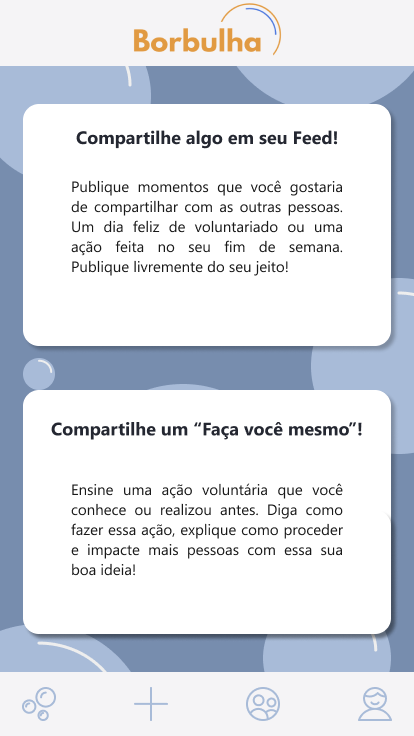 Borbulha
Compartilhe algo em seu Feed!
Publique momentos que você gostaria
de compartilhar com as outras pessoas.
Um dia feliz de voluntariado ou uma
ação feita no seu fim de semana.
Publique livremente do seu jeito!
Compartilhe um “Faça você mesmo”!
Ensine uma ação voluntária que você
conhece ou realizou antes. Diga como
fazer essa ação, explique como proceder
e impacte mais pessoas com essa sua
boa ideia!